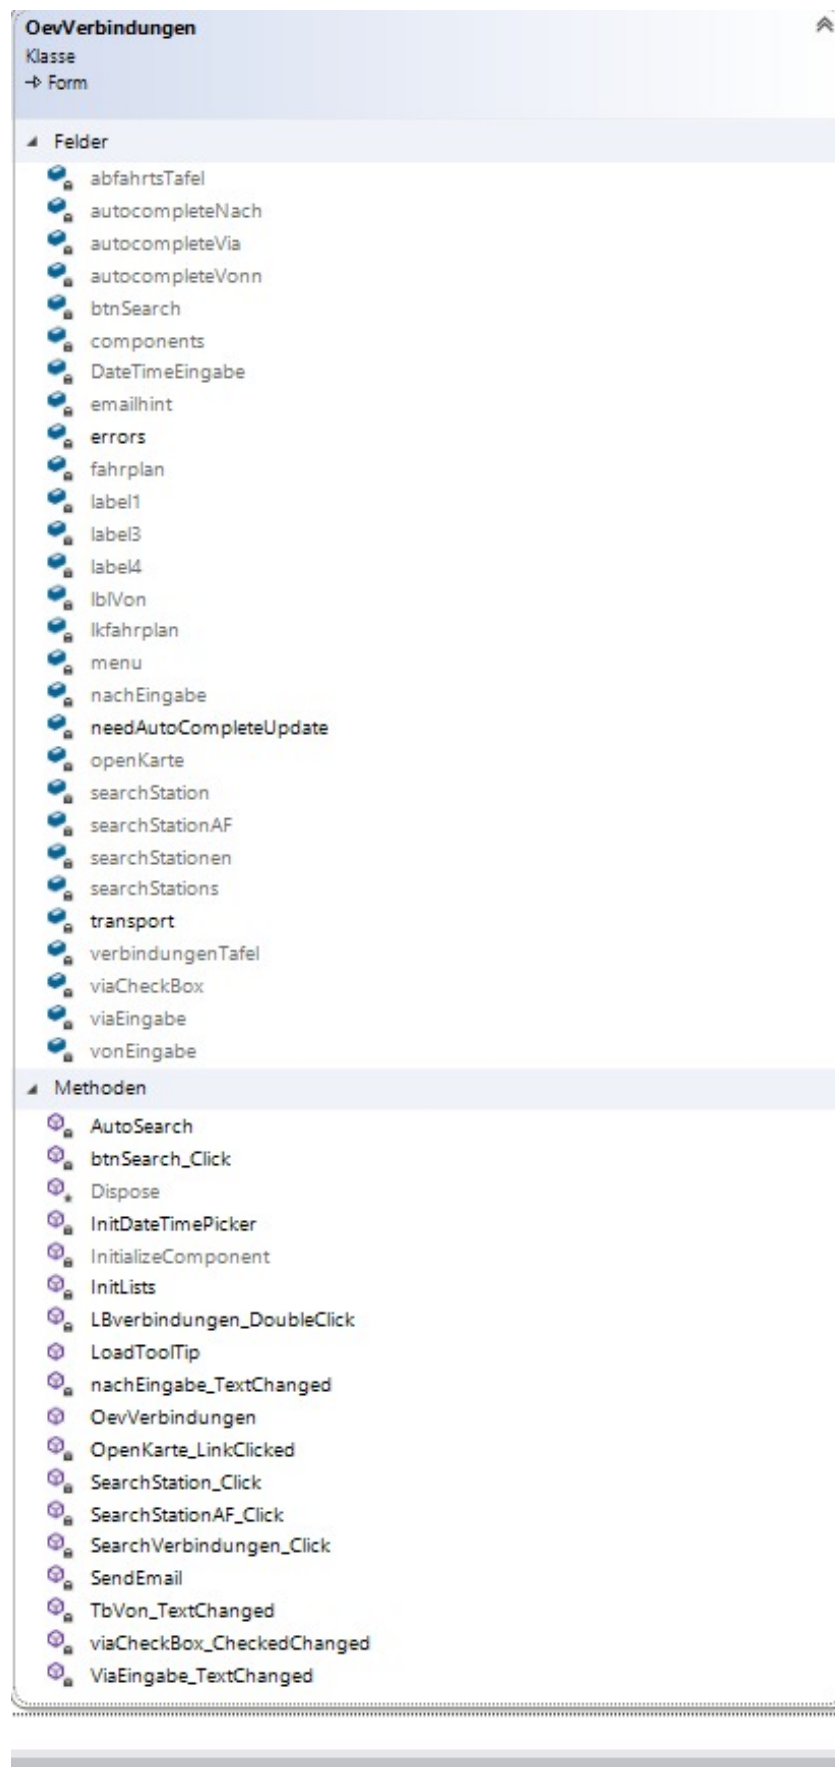 OevVerbindungen
Klasse
Form
Felder
abfahrtsTafel
autocompleteNach
autocompleteVia
autocompleteVonn
btnSearch
components
DateTimeEingabe
emailhint
errors
fahrplan
label1
label3
label4
lblVon
lkfahrplan
menu
nachEingabe
needAutoCompleteUpdate
openKarte
searchStation
searchStationAF
searchStationen
searchStations
transport
verbindungenTafel
viaCheckBox
viaEingabe
vonEingabe
Methoden
AutoSearch
btnSearch_Click
Dispose
InitDateTimePicker
InitializeComponent
InitLists
LBverbindungen_DoubleClick
LoadToolTip
nachEingabe_TextChanged
OevVerbindungen
OpenKarte_LinkClicked
SearchStation_Click
SearchStationAF_Click
SearchVerbindungen_Click
SendEmail
TbVon_TextChanged
viaCheckBox_CheckedChanged
ViaEingabe_TextChanged